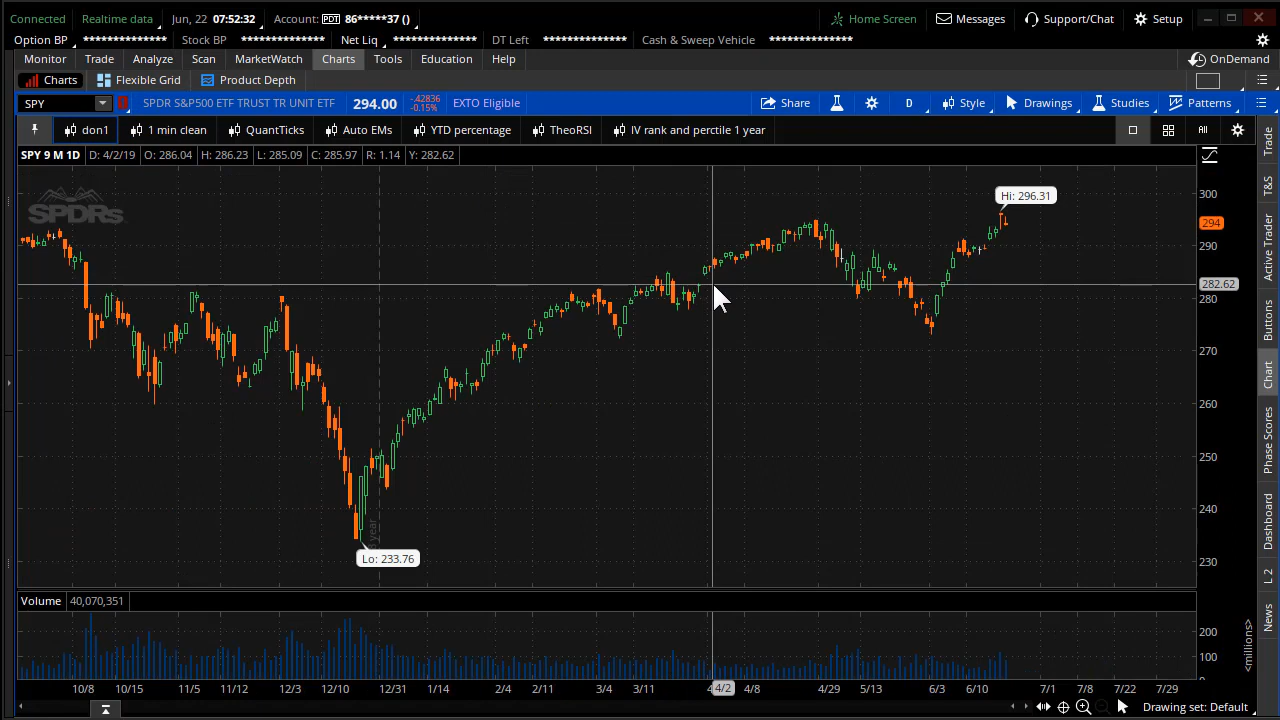 Connected Realtime data Jun, 22 07:52:32 Account: PDT 86*****37 () Home Screen Messages Support/Chat Setup
Option BP ************ Stock BP ************ Net Liq ************ DT Left ************ Cash & Sweep Vehicle ************
Monitor Trade Analyze Scan MarketWatch Charts Tools Education Help OnDemand
Charts Flexible Grid Product Depth
SPY SPDR S&P500 ETF TRUST TR UNIT ETF 294.00 -.42836 -0.15% EXTO Eligible Share D Style Drawings Studies Patterns
don1 1 min clean QuantTicks Auto EMs YTD percentage TheoRSI IV rank and perctile 1 year All
SPY 9 M 1D D: 4/2/19 O: 286.04 H: 286.23 L: 285.09 C: 285.97 R: 1.14 Y: 282.62
SPDRs
Hi: 296.31
Lo: 233.76
year
300
294
290
282.62
280
270
260
250
240
230
Volume 40,070,351
200
100
<millions>
10/8 10/15 11/5 11/12 12/3 12/10 12/31 1/14 2/4 2/11 3/4 3/11 4/2 4/8 4/29 5/13 6/3 6/10 7/1 7/8 7/22 7/29
Drawing set: Default
Trade
T&S
Active Trader
Buttons
Chart
Phase Scores
Dashboard
L 2
News